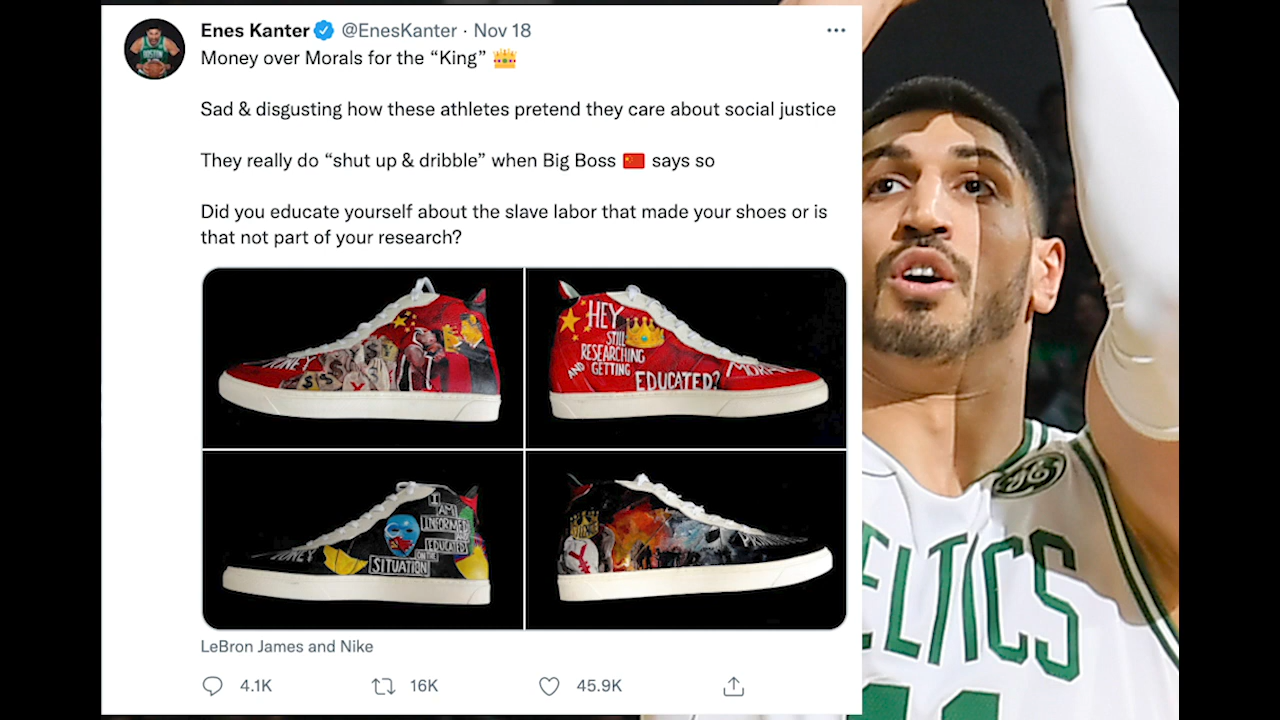 Enes Kanter @EnesKanter · Nov 18
Money over Morals for the “King” 👑
Sad & disgusting how these athletes pretend they care about social justice
They really do “shut up & dribble” when Big Boss 🇨🇳 says so
Did you educate yourself about the slave labor that made your shoes or is
that not part of your research?
HEY
STILL
RESEARCHING
AND GETTING
EDUCATED?
I
AM
INFORMED
AND
EDUCATED
ON THE
SITUATION
LeBron James and Nike
4.1K 16K 45.9K
GE
CELTICS